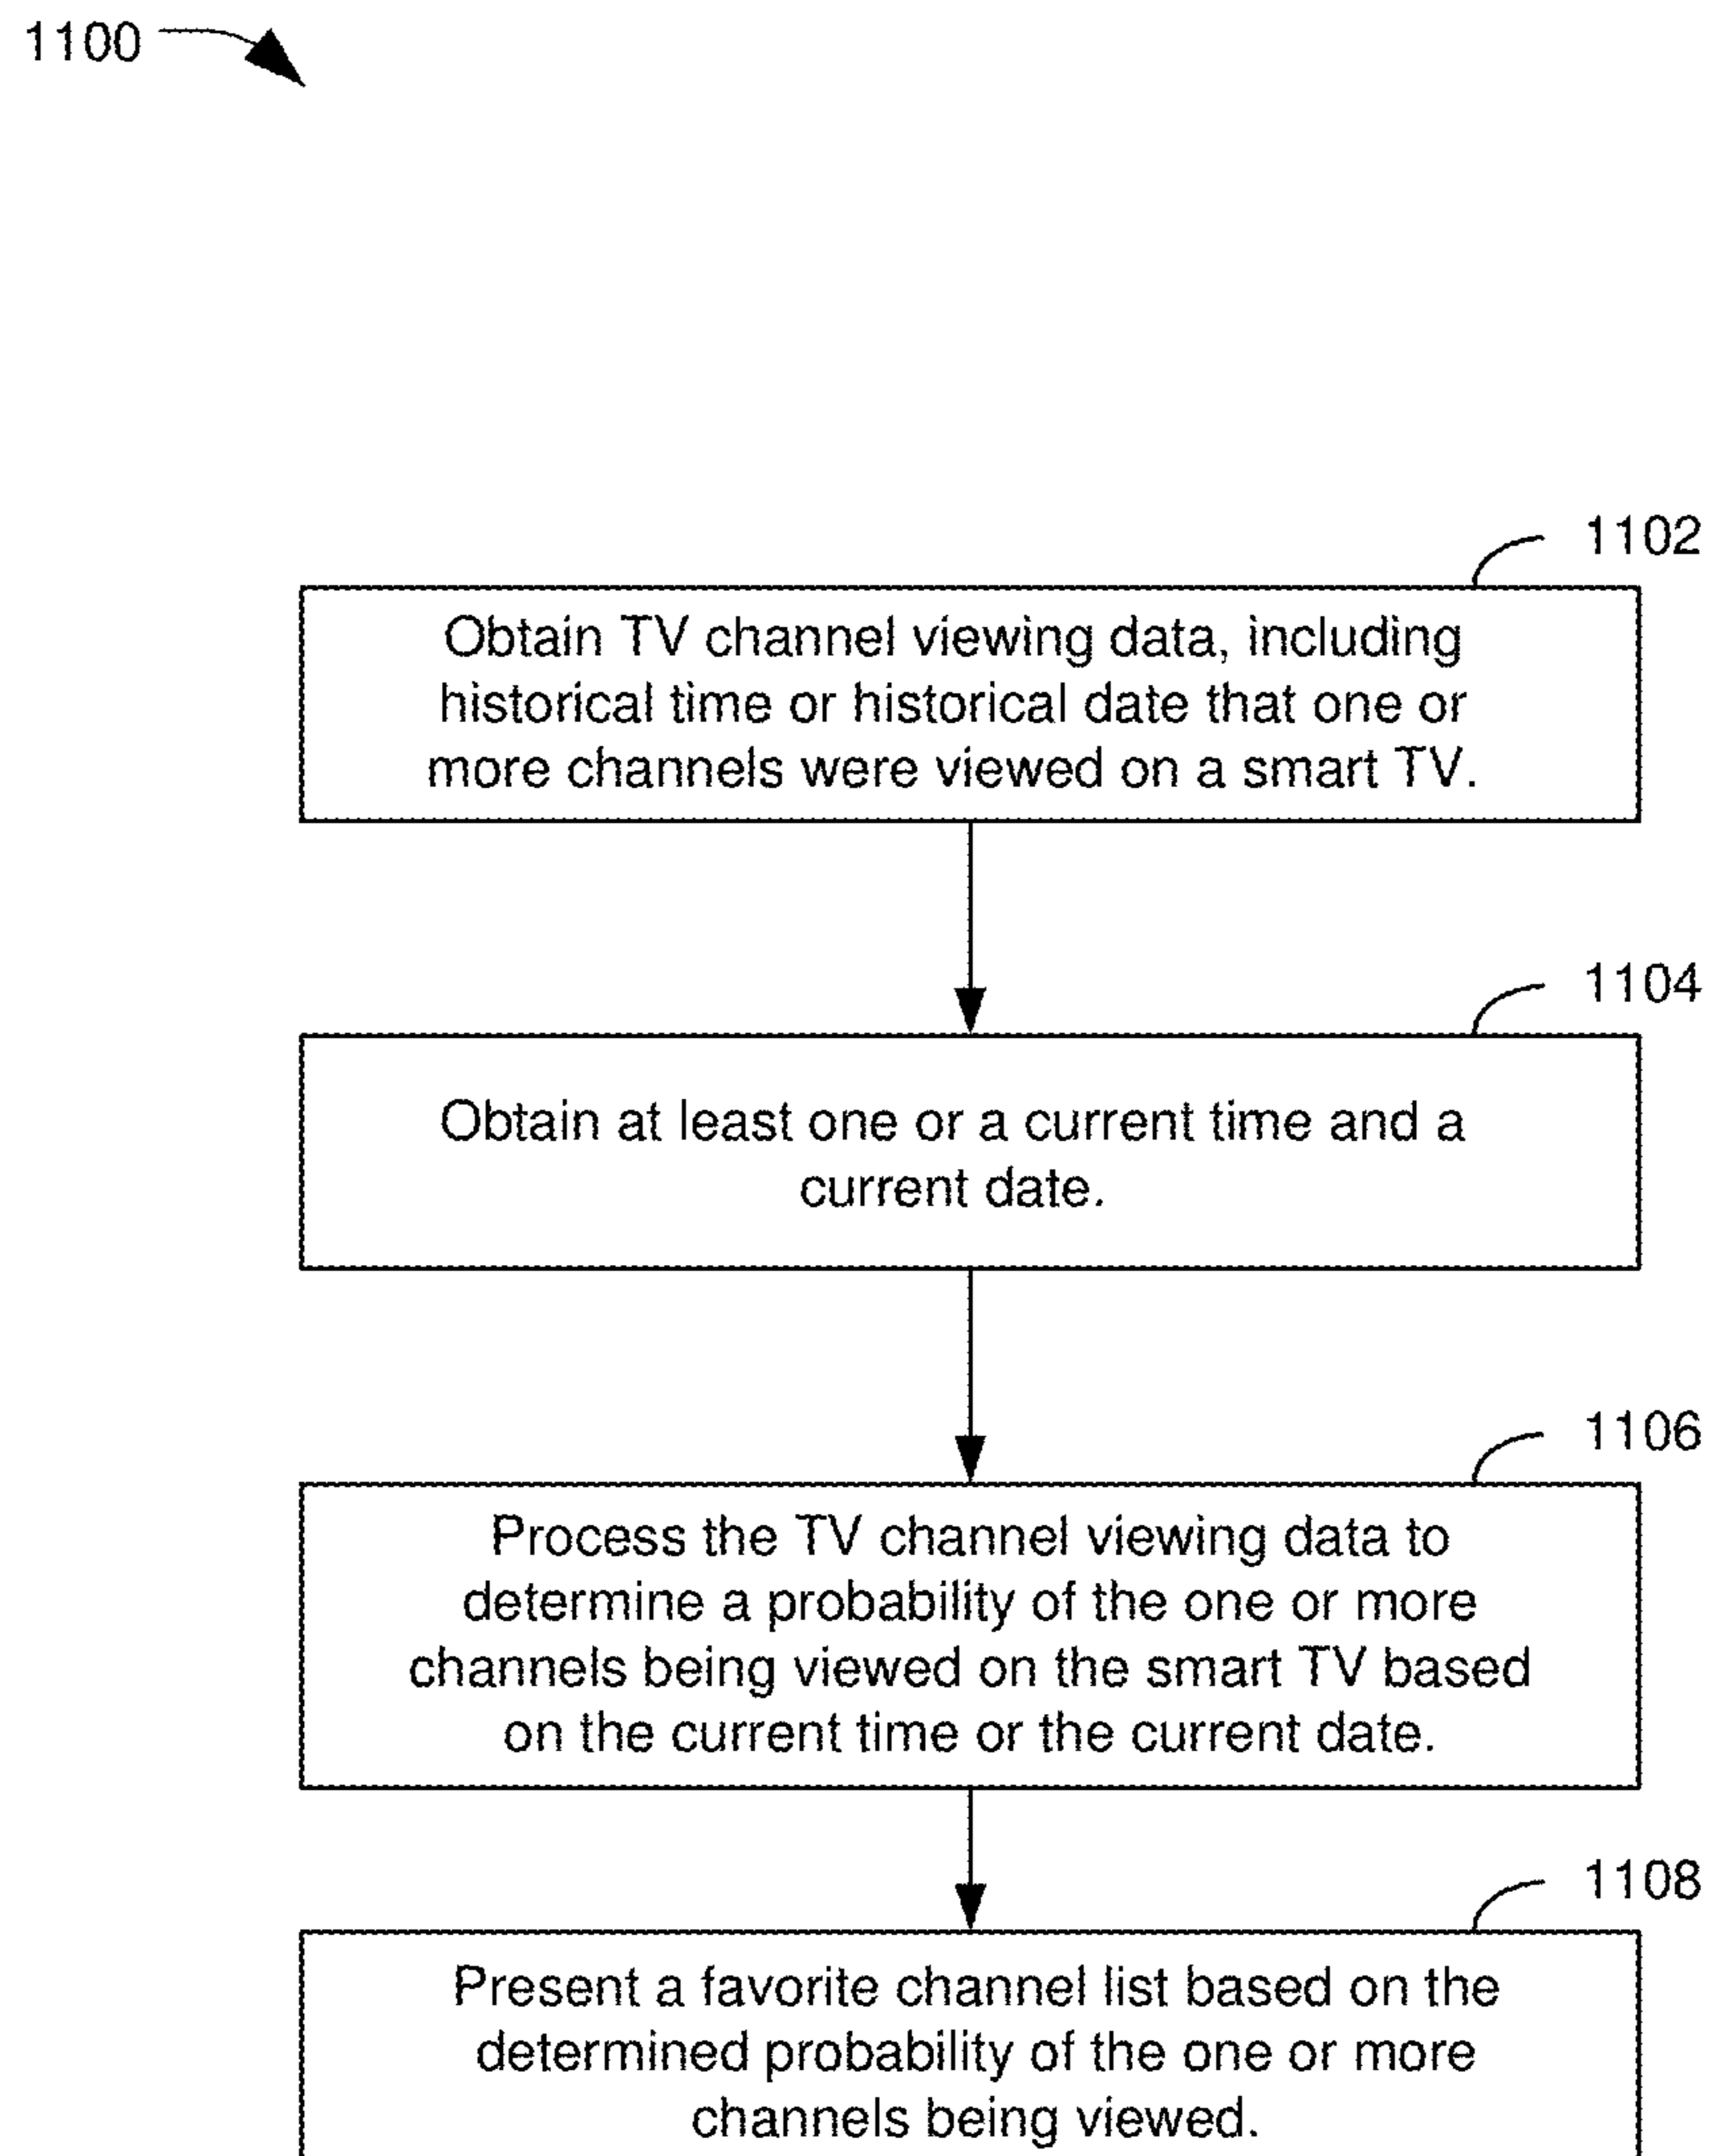 1100
1102
Obtain TV channel viewing data, including
historical time or historical date that one or
more channels were viewed on a smart TV.
1104
Obtain at least one or a current time and a
current date.
1106
Process the TV channel viewing data to
determine a probability of the one or more
channels being viewed on the smart TV based
on the current time or the current date.
1108
Present a favorite channel list based on the
determined probability of the one or more
channels being viewed.